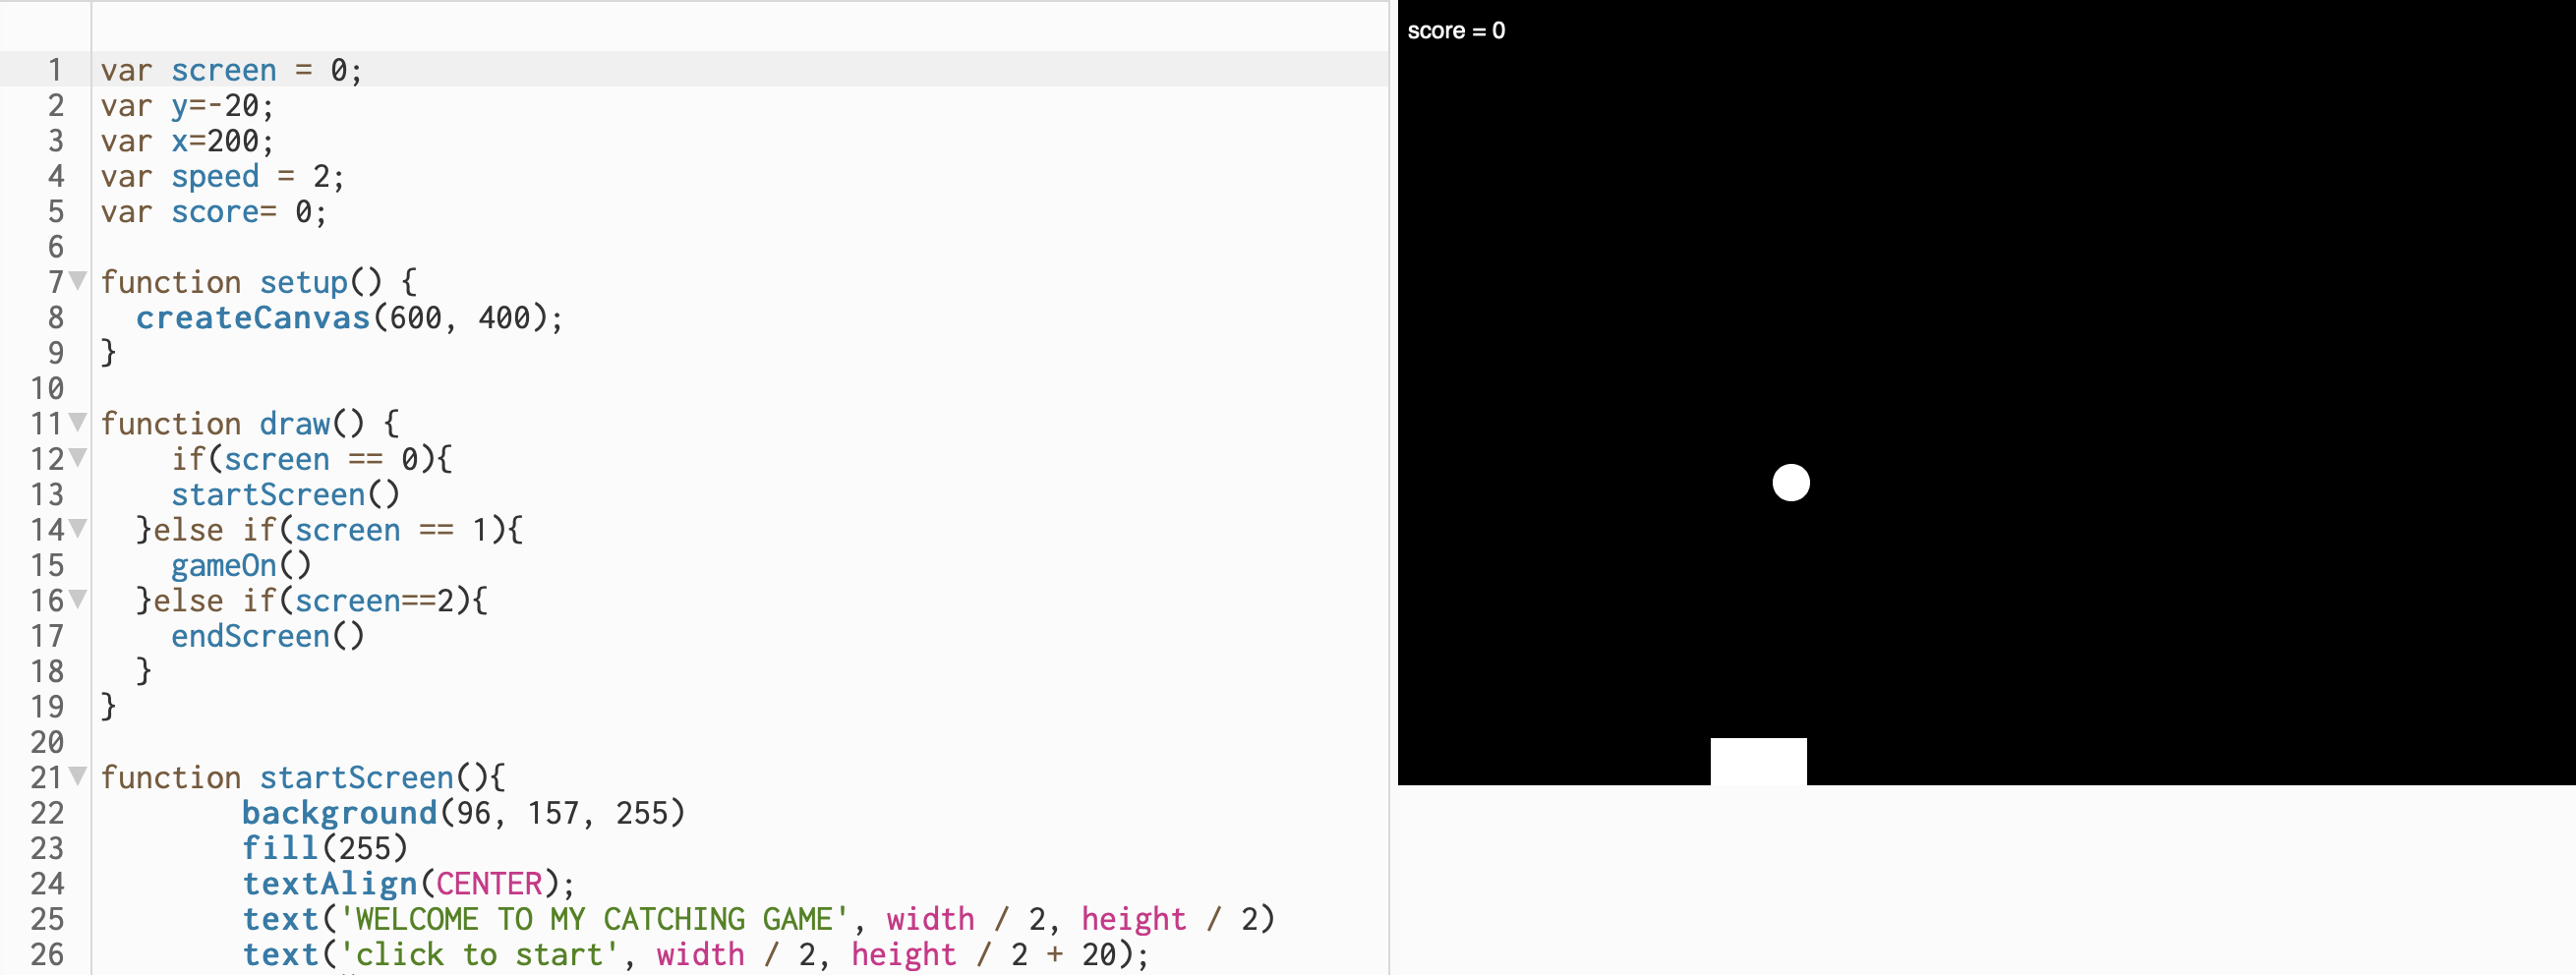 1 var screen = 0;
2 var y=-20;
3 var x=200;
4 var speed = 2;
5 var score= 0;
6
7 function setup() {
8   createCanvas(600, 400);
9 }
10
11 function draw() {
12     if(screen == 0){
13     startScreen()
14   }else if(screen == 1){
15     gameOn()
16   }else if(screen==2){
17     endScreen()
18   }
19 }
20
21 function startScreen(){
22         background(96, 157, 255)
23         fill(255)
24         textAlign(CENTER);
25         text('WELCOME TO MY CATCHING GAME', width / 2, height / 2)
26         text('click to start', width / 2, height / 2 + 20);
score = 0